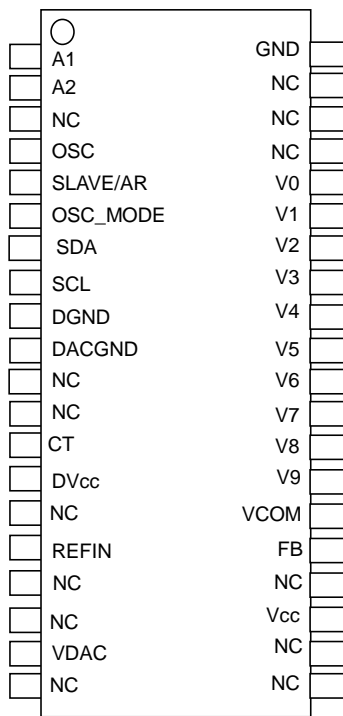 A1 GND
A2 NC
NC NC
OSC NC
SLAVE/AR V0
OSC_MODE V1
SDA V2
SCL V3
DGND V4
DACGND V5
NC V6
NC V7
CT V8
DVcc V9
NC VCOM
REFIN FB
NC NC
NC Vcc
VDAC NC
NC NC